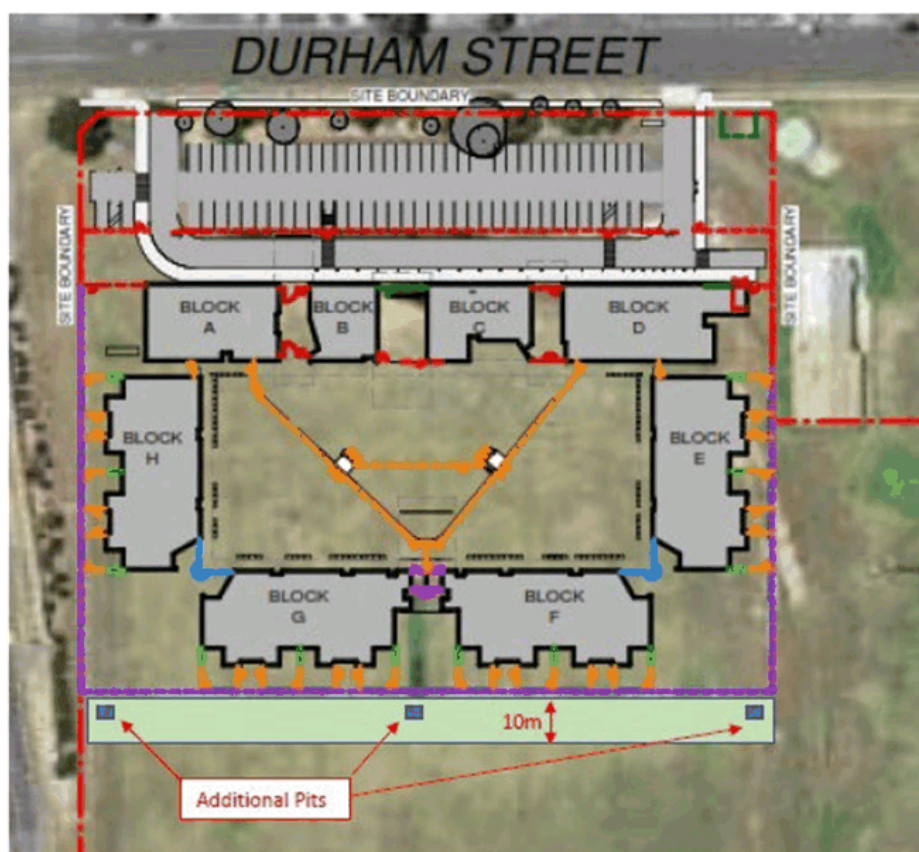 DURHAM STREET
SITE BOUNDARY
SITE BOUNDARY
SITE BOUNDARY
BLOCK
A
BLOCK
B
BLOCK
C
BLOCK
D
BLOCK
H
BLOCK
E
BLOCK
G
BLOCK
F
10m
Additional Pits